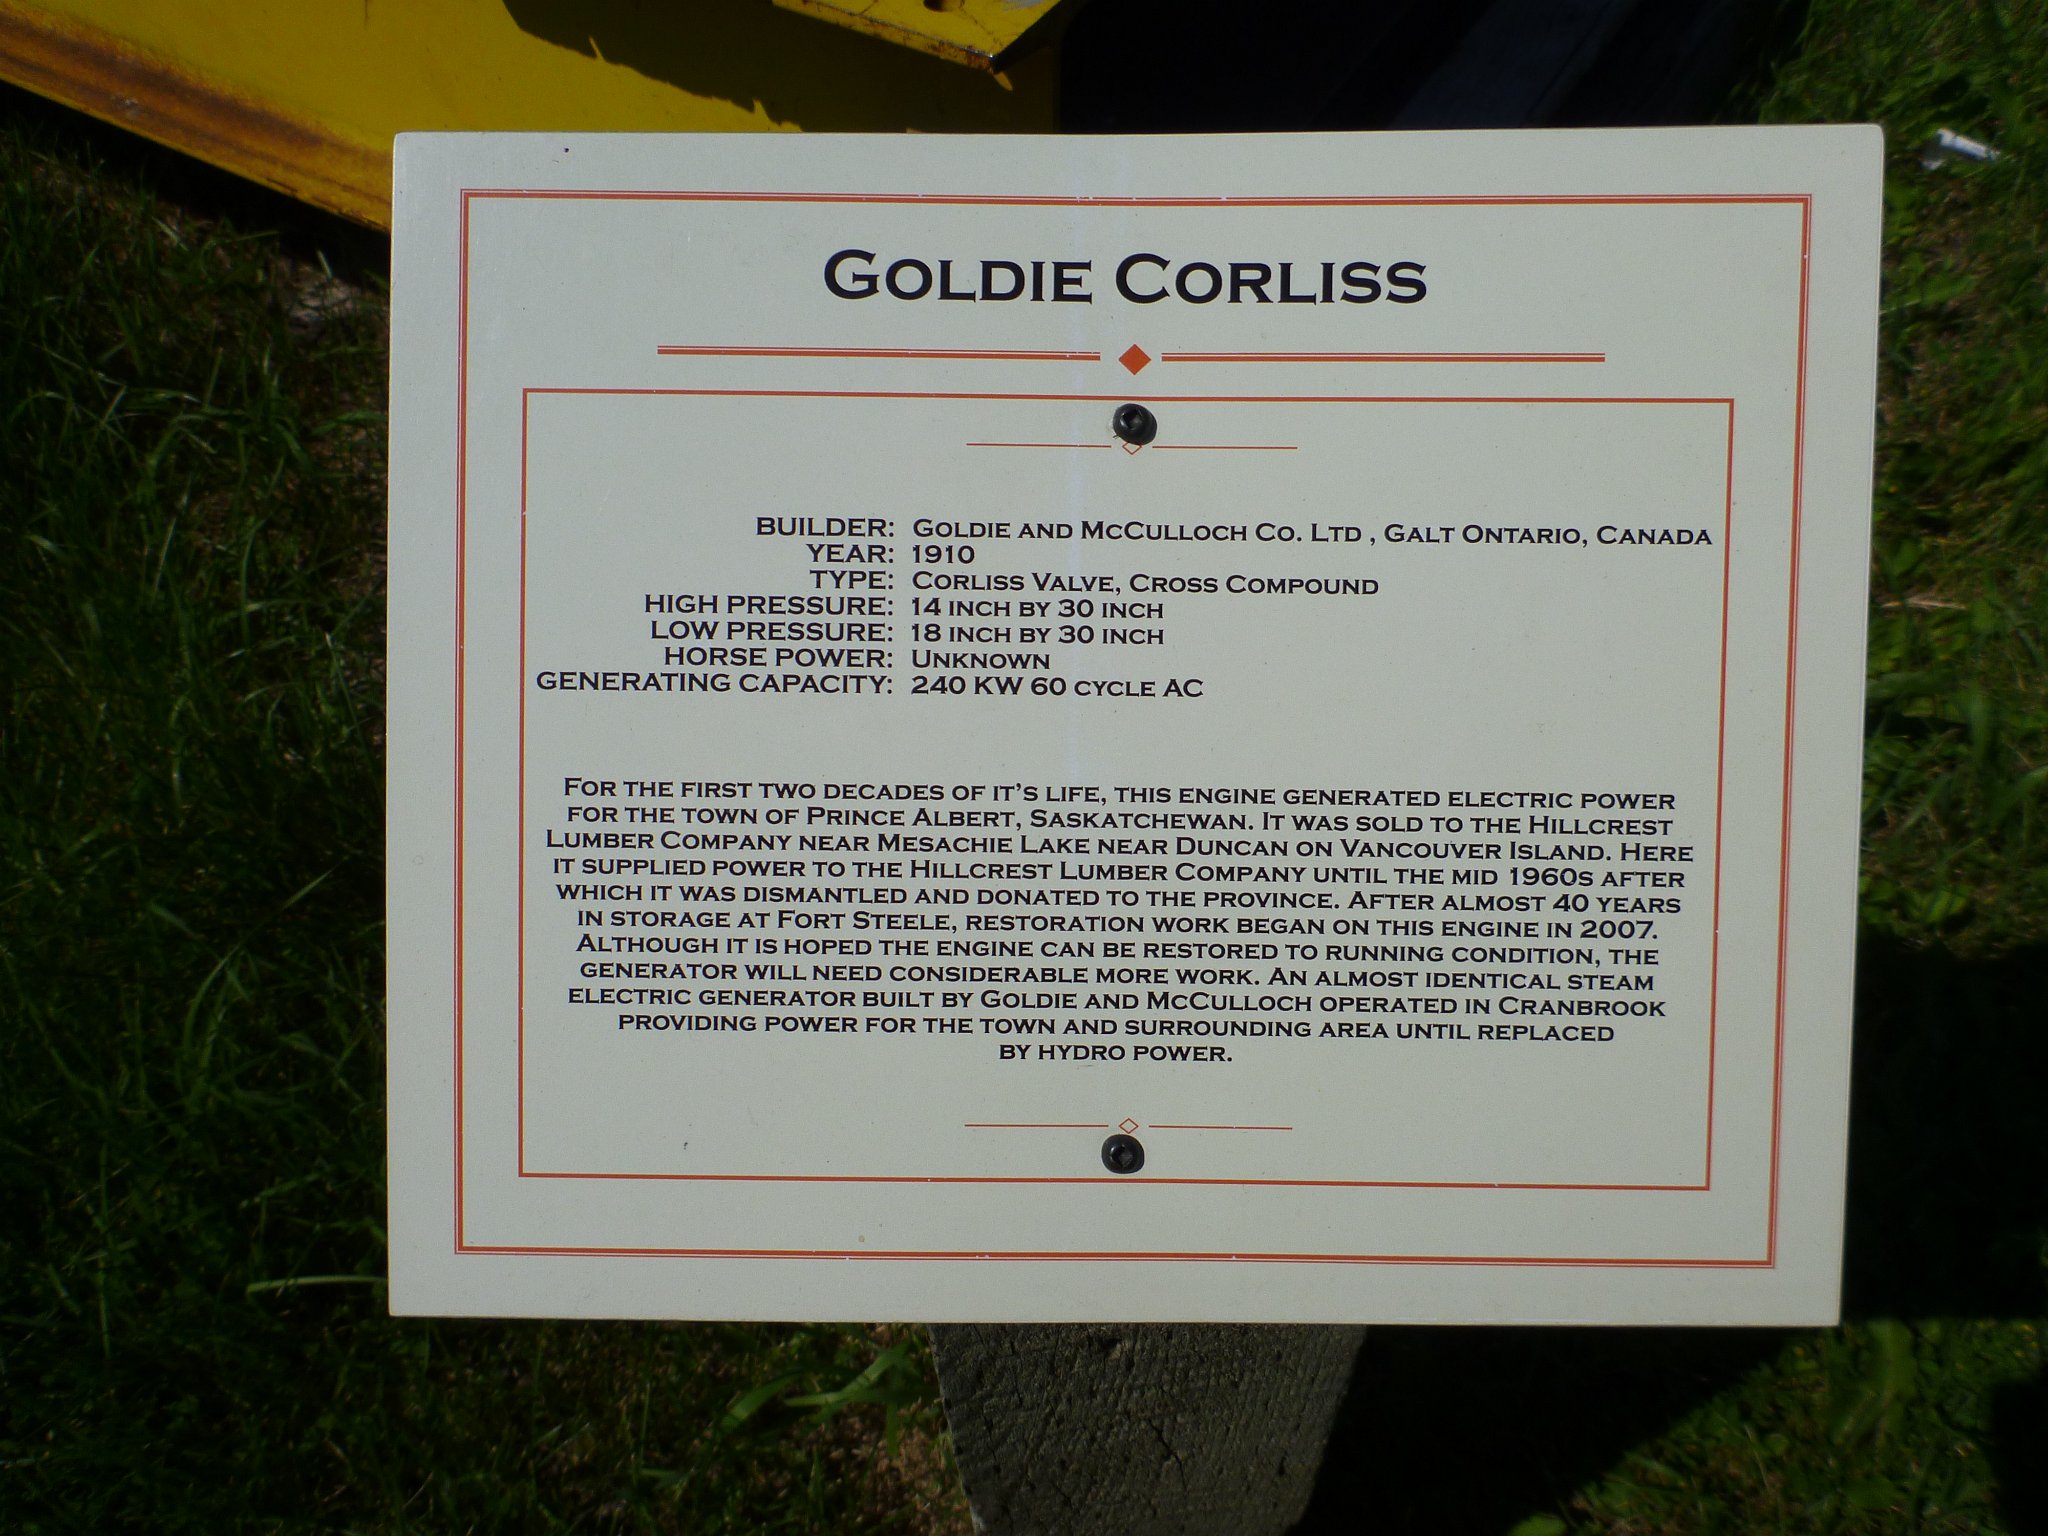 GOLDIE CORLISS
BUILDER: GOLDIE AND MCCULLOCH CO. LTD , GALT ONTARIO, CANADA
YEAR: 1910
TYPE: CORLISS VALVE, CROSS COMPOUND
HIGH PRESSURE: 14 INCH BY 30 INCH
LOW PRESSURE: 18 INCH BY 30 INCH
HORSE POWER: UNKNOWN
GENERATING CAPACITY: 240 KW 60 CYCLE AC
FOR THE FIRST TWO DECADES OF IT'S LIFE, THIS ENGINE GENERATED ELECTRIC POWER
FOR THE TOWN OF PRINCE ALBERT, SASKATCHEWAN. IT WAS SOLD TO THE HILLCREST
LUMBER COMPANY NEAR MESACHIE LAKE NEAR DUNCAN ON VANCOUVER ISLAND. HERE
IT SUPPLIED POWER TO THE HILLCREST LUMBER COMPANY UNTIL THE MID 1960S AFTER
WHICH IT WAS DISMANTLED AND DONATED TO THE PROVINCE. AFTER ALMOST 40 YEARS
IN STORAGE AT FORT STEELE, RESTORATION WORK BEGAN ON THIS ENGINE IN 2007.
ALTHOUGH IT IS HOPED THE ENGINE CAN BE RESTORED TO RUNNING CONDITION, THE
GENERATOR WILL NEED CONSIDERABLE MORE WORK. AN ALMOST IDENTICAL STEAM
ELECTRIC GENERATOR BUILT BY GOLDIE AND MCCULLOCH OPERATED IN CRANBROOK
PROVIDING POWER FOR THE TOWN AND SURROUNDING AREA UNTIL REPLACED
BY HYDRO POWER.